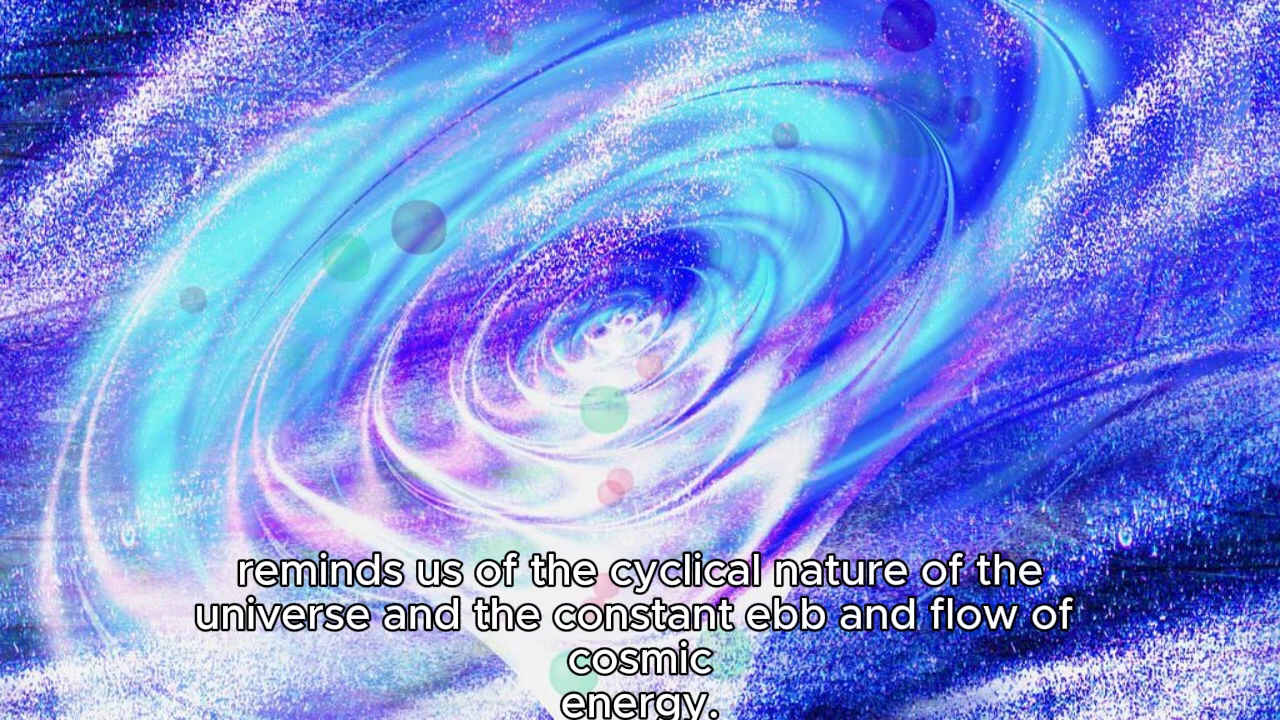 reminds us of the cyclical nature of the
universe and the constant ebb and flow of
cosmic
energy.